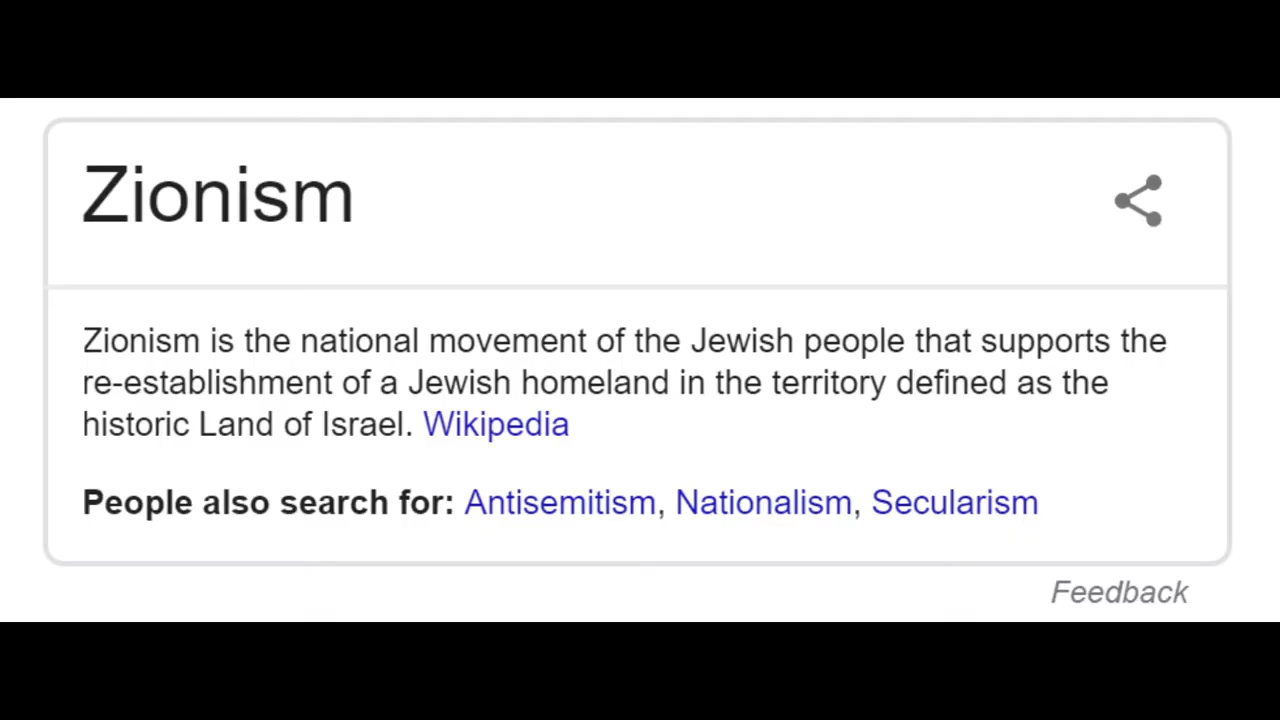 Zionism
Zionism is the national movement of the Jewish people that supports the
re-establishment of a Jewish homeland in the territory defined as the
historic Land of Israel. Wikipedia
People also search for: Antisemitism, Nationalism, Secularism
Feedback